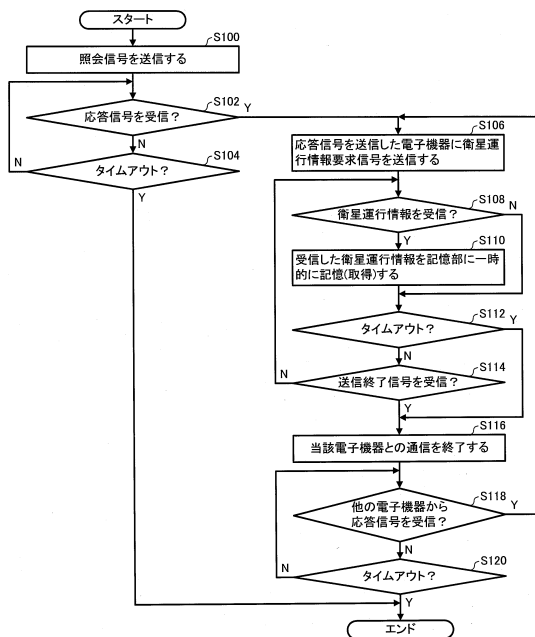 スタート
S100
照会信号を送信する
S102
応答信号を受信？
Y
N
S104
タイムアウト？
N
Y
S106
応答信号を送信した電子機器に衛星運
行情報要求信号を送信する
S108
衛星運行情報を受信？
N
Y
S110
受信した衛星運行情報を記憶部に一時
的に記憶(取得)する
S112
タイムアウト？
Y
N
S114
送信終了信号を受信？
N
Y
S116
当該電子機器との通信を終了する
S118
他の電子機器から
応答信号を受信？
Y
N
S120
タイムアウト？
N
Y
エンド